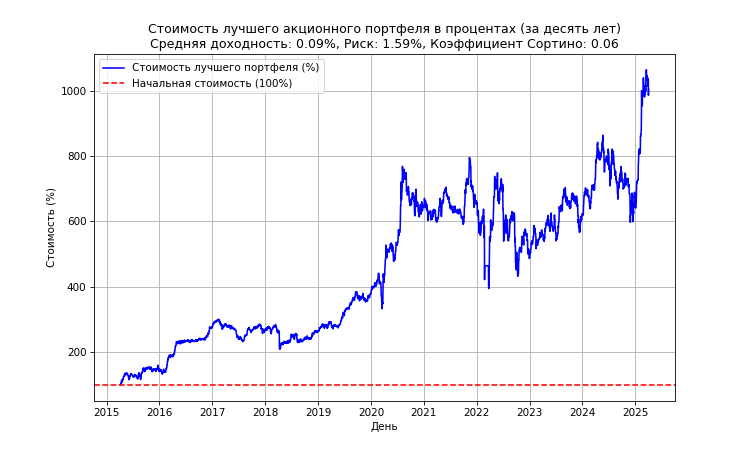 Стоимость лучшего акционного портфеля в процентах (за десять лет)
Средняя доходность: 0.09%, Риск: 1.59%, Коэффициент Сортино: 0.06
Стоимость лучшего портфеля (%)
Начальная стоимость (100%)
1000
800
600
400
200
Стоимость (%)
2015 2016 2017 2018 2019 2020 2021 2022 2023 2024 2025
День